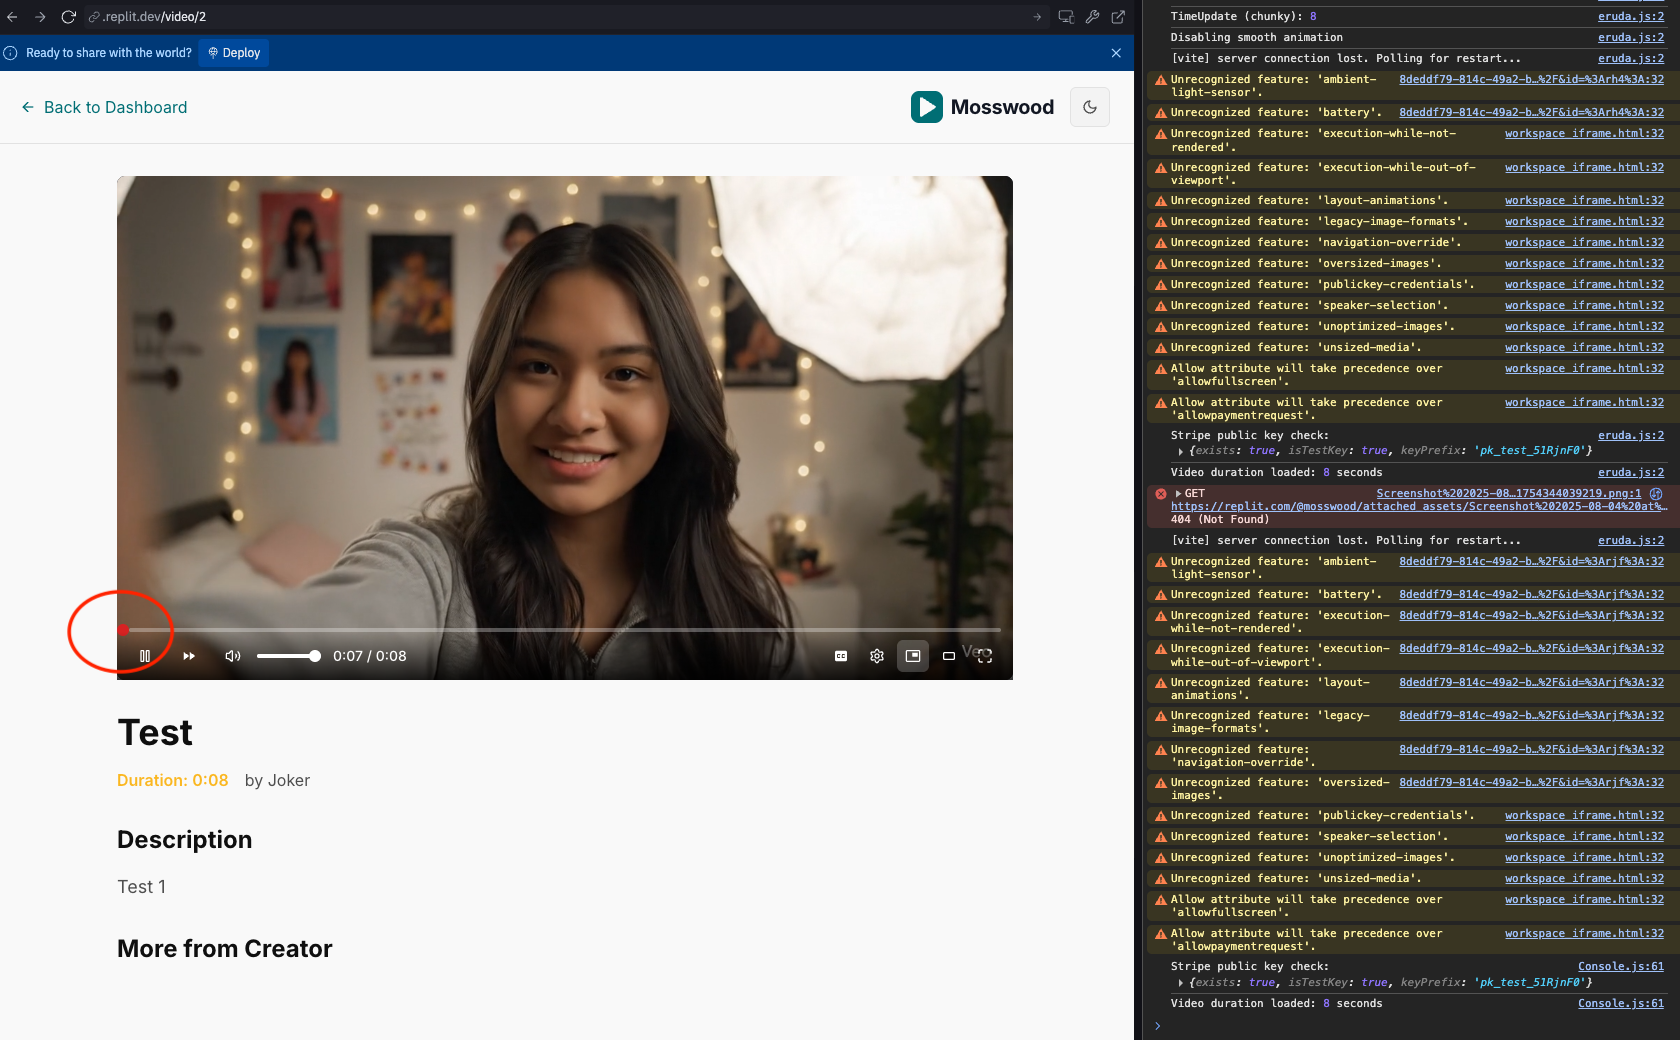 .replit.dev/video/2
Ready to share with the world?
Deploy
Back to Dashboard
Mosswood
0:07 / 0:08
CC
Test
Duration: 0:08 by Joker
Description
Test 1
More from Creator
TimeUpdate (chunky): 8 eruda.js:2
Disabling smooth animation eruda.js:2
[vite] server connection lost. Polling for restart... eruda.js:2
Unrecognized feature: 'ambient- 8deddf79-814c-49a2-b…%2F&id=%3Arh4%3A:32
light-sensor'.
Unrecognized feature: 'battery'. 8deddf79-814c-49a2-b…%2F&id=%3Arh4%3A:32
Unrecognized feature: 'execution-while-not- workspace_iframe.html:32
rendered'.
Unrecognized feature: 'execution-while-out-of- workspace_iframe.html:32
viewport'.
Unrecognized feature: 'layout-animations'. workspace_iframe.html:32
Unrecognized feature: 'legacy-image-formats'. workspace_iframe.html:32
Unrecognized feature: 'navigation-override'. workspace_iframe.html:32
Unrecognized feature: 'oversized-images'. workspace_iframe.html:32
Unrecognized feature: 'publickey-credentials'. workspace_iframe.html:32
Unrecognized feature: 'speaker-selection'. workspace_iframe.html:32
Unrecognized feature: 'unoptimized-images'. workspace_iframe.html:32
Unrecognized feature: 'unsized-media'. workspace_iframe.html:32
Allow attribute will take precedence over workspace_iframe.html:32
'allowfullscreen'.
Allow attribute will take precedence over workspace_iframe.html:32
'allowpaymentrequest'.
Stripe public key check: eruda.js:2
{exists: true, isTestKey: true, keyPrefix: 'pk_test_51RjnF0'}
Video duration loaded: 8 seconds eruda.js:2
GET Screenshot%202025-08…1754344039219.png:1
https://replit.com/@mosswood/attached_assets/Screenshot%202025-08-04%20at%…
404 (Not Found)
[vite] server connection lost. Polling for restart... eruda.js:2
Unrecognized feature: 'ambient- 8deddf79-814c-49a2-b…%2F&id=%3Arjf%3A:32
light-sensor'.
Unrecognized feature: 'battery'. 8deddf79-814c-49a2-b…%2F&id=%3Arjf%3A:32
Unrecognized feature: 'execution- 8deddf79-814c-49a2-b…%2F&id=%3Arjf%3A:32
while-not-rendered'.
Unrecognized feature: 'execution- 8deddf79-814c-49a2-b…%2F&id=%3Arjf%3A:32
while-out-of-viewport'.
Unrecognized feature: 'layout- 8deddf79-814c-49a2-b…%2F&id=%3Arjf%3A:32
animations'.
Unrecognized feature: 'legacy- 8deddf79-814c-49a2-b…%2F&id=%3Arjf%3A:32
image-formats'.
Unrecognized feature: 8deddf79-814c-49a2-b…%2F&id=%3Arjf%3A:32
'navigation-override'.
Unrecognized feature: 'oversized- 8deddf79-814c-49a2-b…%2F&id=%3Arjf%3A:32
images'.
Unrecognized feature: 'publickey-credentials'. workspace_iframe.html:32
Unrecognized feature: 'speaker-selection'. workspace_iframe.html:32
Unrecognized feature: 'unoptimized-images'. workspace_iframe.html:32
Unrecognized feature: 'unsized-media'. workspace_iframe.html:32
Allow attribute will take precedence over workspace_iframe.html:32
'allowfullscreen'.
Allow attribute will take precedence over workspace_iframe.html:32
'allowpaymentrequest'.
Stripe public key check: Console.js:61
{exists: true, isTestKey: true, keyPrefix: 'pk_test_51RjnF0'}
Video duration loaded: 8 seconds Console.js:61